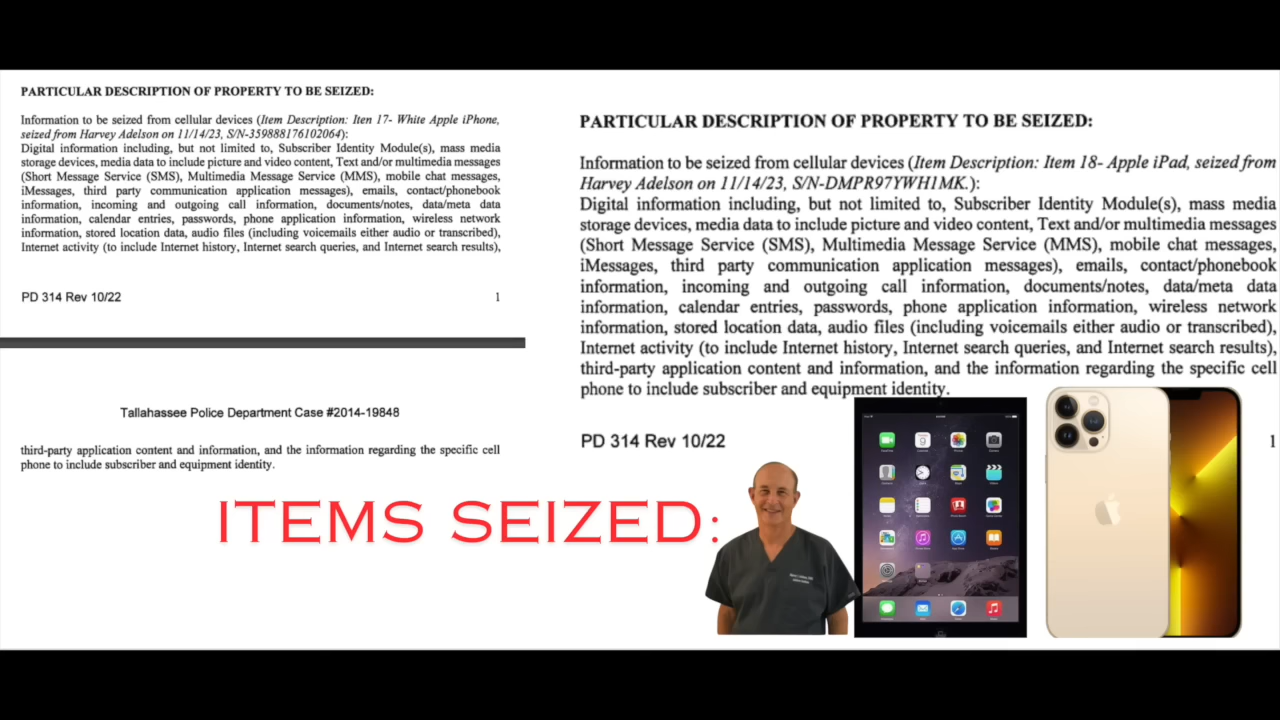 PARTICULAR DESCRIPTION OF PROPERTY TO BE SEIZED:
Information to be seized from cellular devices (Item Description: Iten 17- White Apple iPhone,
seized from Harvey Adelson on 11/14/23, S/N-359888176102064):
Digital information including, but not limited to, Subscriber Identity Module(s), mass media
storage devices, media data to include picture and video content, Text and/or multimedia messages
(Short Message Service (SMS), Multimedia Message Service (MMS), mobile chat messages,
iMessages, third party communication application messages), emails, contact/phonebook
information, incoming and outgoing call information, documents/notes, data/meta data
information, calendar entries, passwords, phone application information, wireless network
information, stored location data, audio files (including voicemails either audio or transcribed),
Internet activity (to include Internet history, Internet search queries, and Internet search results),
PD 314 Rev 10/22 1
Tallahassee Police Department Case #2014-19848
third-party application content and information, and the information regarding the specific cell
phone to include subscriber and equipment identity.
PARTICULAR DESCRIPTION OF PROPERTY TO BE SEIZED:
Information to be seized from cellular devices (Item Description: Item 18- Apple iPad, seized from
Harvey Adelson on 11/14/23, S/N-DMPR97YWH1MK.):
Digital information including, but not limited to, Subscriber Identity Module(s), mass media
storage devices, media data to include picture and video content, Text and/or multimedia messages
(Short Message Service (SMS), Multimedia Message Service (MMS), mobile chat messages,
iMessages, third party communication application messages), emails, contact/phonebook
information, incoming and outgoing call information, documents/notes, data/meta data
information, calendar entries, passwords, phone application information, wireless network
information, stored location data, audio files (including voicemails either audio or transcribed),
Internet activity (to include Internet history, Internet search queries, and Internet search results),
third-party application content and information, and the information regarding the specific cell
phone to include subscriber and equipment identity.
PD 314 Rev 10/22 1
ITEMS SEIZED: